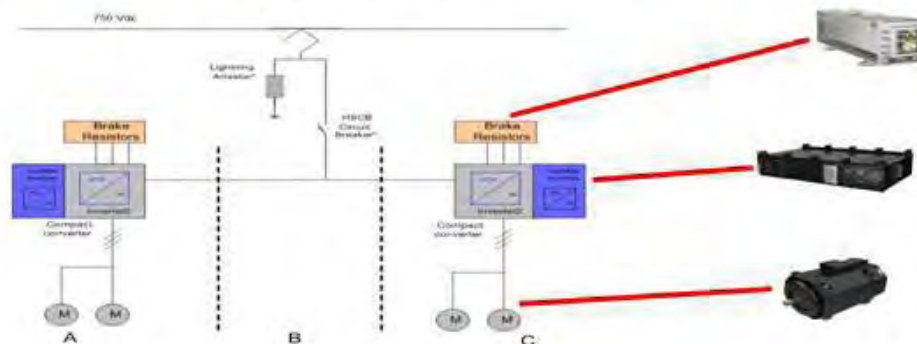 750 Vdc
Lightning
Arrestor*
HSCB
Circuit
Breaker*
Brake
Resistors
Compact
converter
M M
A
B
Brake
Resistors
Compact
converter
M M
C